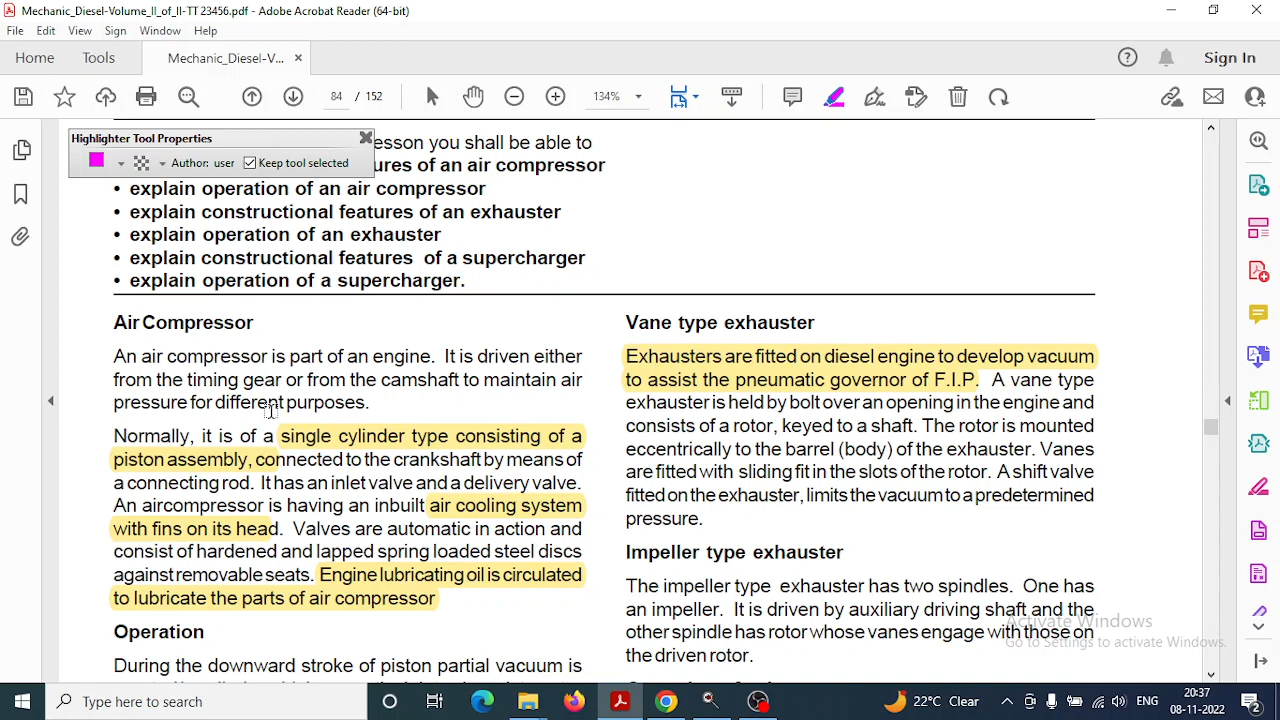 Mechanic_Diesel-Volume_II_of_II-TT 23456.pdf - Adobe Acrobat Reader (64-bit)
File Edit View Sign Window Help
Home Tools Mechanic_Diesel-V... × Sign In
84 / 152 134%
Highlighter Tool Properties
Author: user Keep tool selected
esson you shall be able to
ures of an air compressor
• explain operation of an air compressor
• explain constructional features of an exhauster
• explain operation of an exhauster
• explain constructional features of a supercharger
• explain operation of a supercharger.
Air Compressor
An air compressor is part of an engine. It is driven either
from the timing gear or from the camshaft to maintain air
pressure for different purposes.
Normally, it is of a single cylinder type consisting of a
piston assembly, connected to the crankshaft by means of
a connecting rod. It has an inlet valve and a delivery valve.
An aircompressor is having an inbuilt air cooling system
with fins on its head. Valves are automatic in action and
consist of hardened and lapped spring loaded steel discs
against removable seats. Engine lubricating oil is circulated
to lubricate the parts of air compressor
Operation
During the downward stroke of piston partial vacuum is
Vane type exhauster
Exhausters are fitted on diesel engine to develop vacuum
to assist the pneumatic governor of F.I.P. A vane type
exhauster is held by bolt over an opening in the engine and
consists of a rotor, keyed to a shaft. The rotor is mounted
eccentrically to the barrel (body) of the exhauster. Vanes
are fitted with sliding fit in the slots of the rotor. A shift valve
fitted on the exhauster, limits the vacuum to a predetermined
pressure.
Impeller type exhauster
The impeller type exhauster has two spindles. One has
an impeller. It is driven by auxiliary driving shaft and the
other spindle has rotor whose vanes engage with those on
the driven rotor.
Activate Windows
Go to Settings to activate Windows.
Type here to search
22°C Clear
ENG
20:37
08-11-2022
2